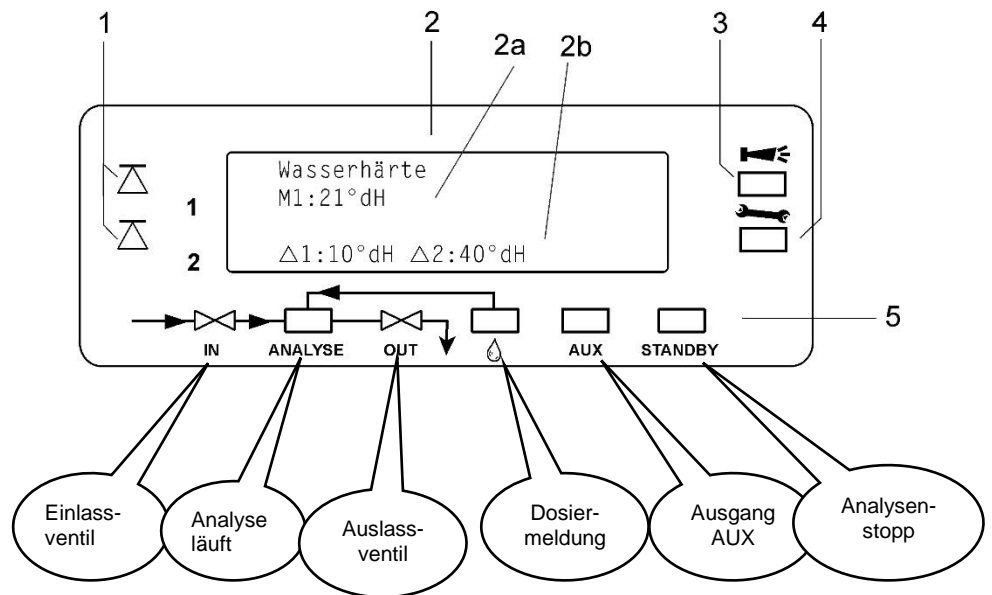 1
2
2a
2b
3
4
Wasserhärte
M1:21°dH
1
2
△1:10°dH △2:40°dH
5
IN
ANALYSE
OUT
AUX
STANDBY
Einlass-
ventil
Analyse
läuft
Auslass-
ventil
Dosier-
meldung
Ausgang
AUX
Analysen-
stopp